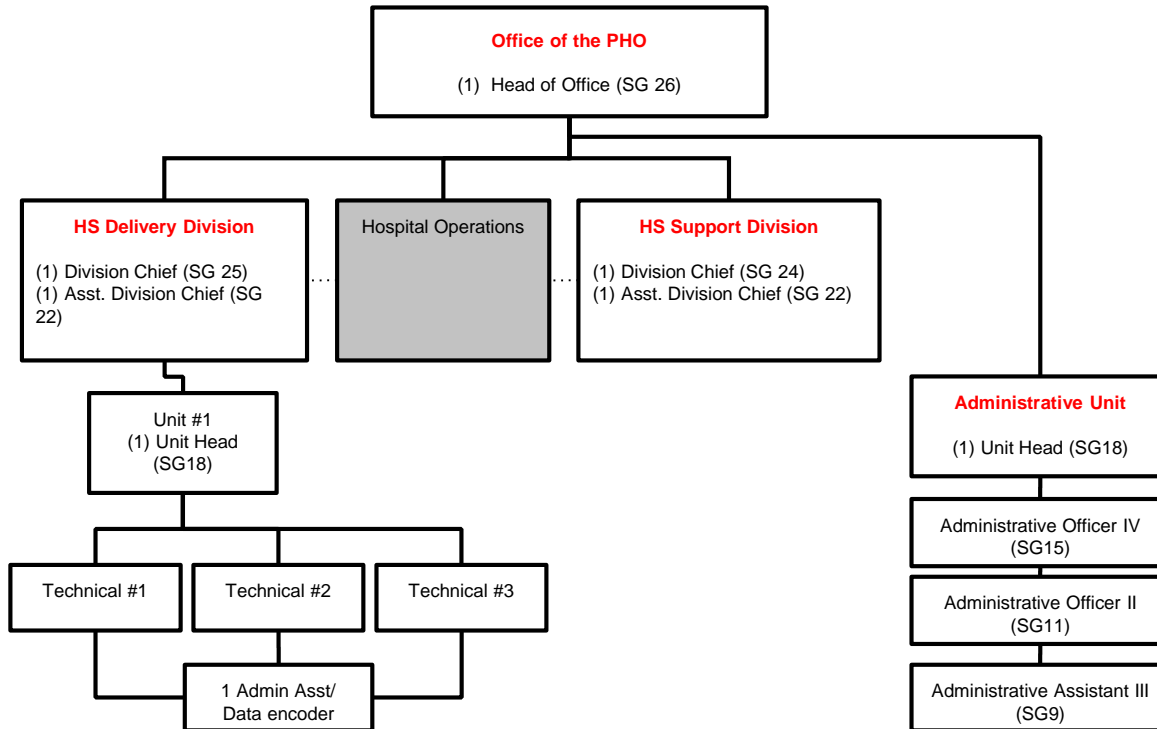 Office of the PHO
(1) Head of Office (SG 26)
HS Delivery Division
(1) Division Chief (SG 25)
(1) Asst. Division Chief (SG
22)
Hospital Operations
HS Support Division
(1) Division Chief (SG 24)
(1) Asst. Division Chief (SG 22)
Unit #1
(1) Unit Head
(SG18)
Technical #1
Technical #2
Technical #3
1 Admin Asst/
Data encoder
Administrative Unit
(1) Unit Head (SG18)
Administrative Officer IV
(SG15)
Administrative Officer II
(SG11)
Administrative Assistant III
(SG9)